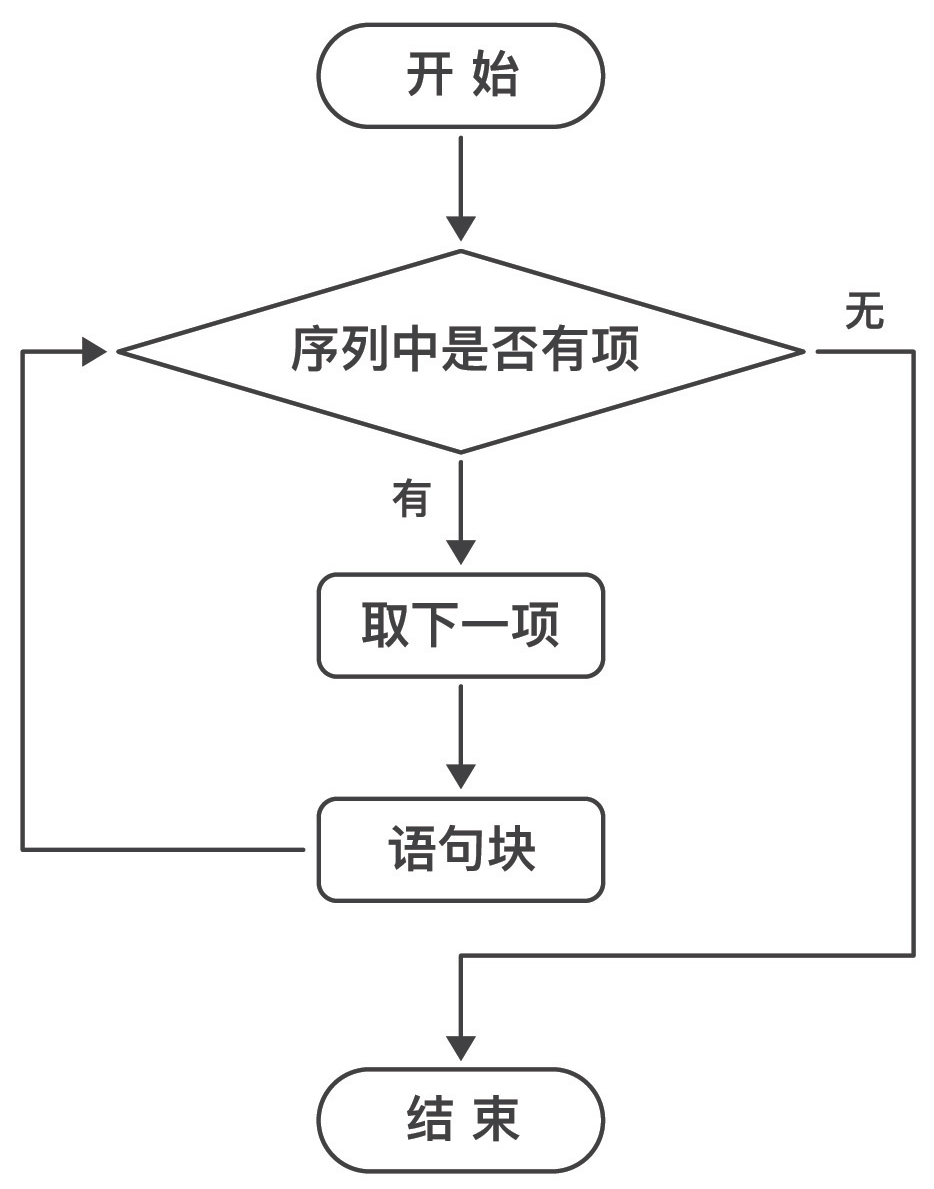 开 始
序列中是否有项
无
有
取下一项
语句块
结 束